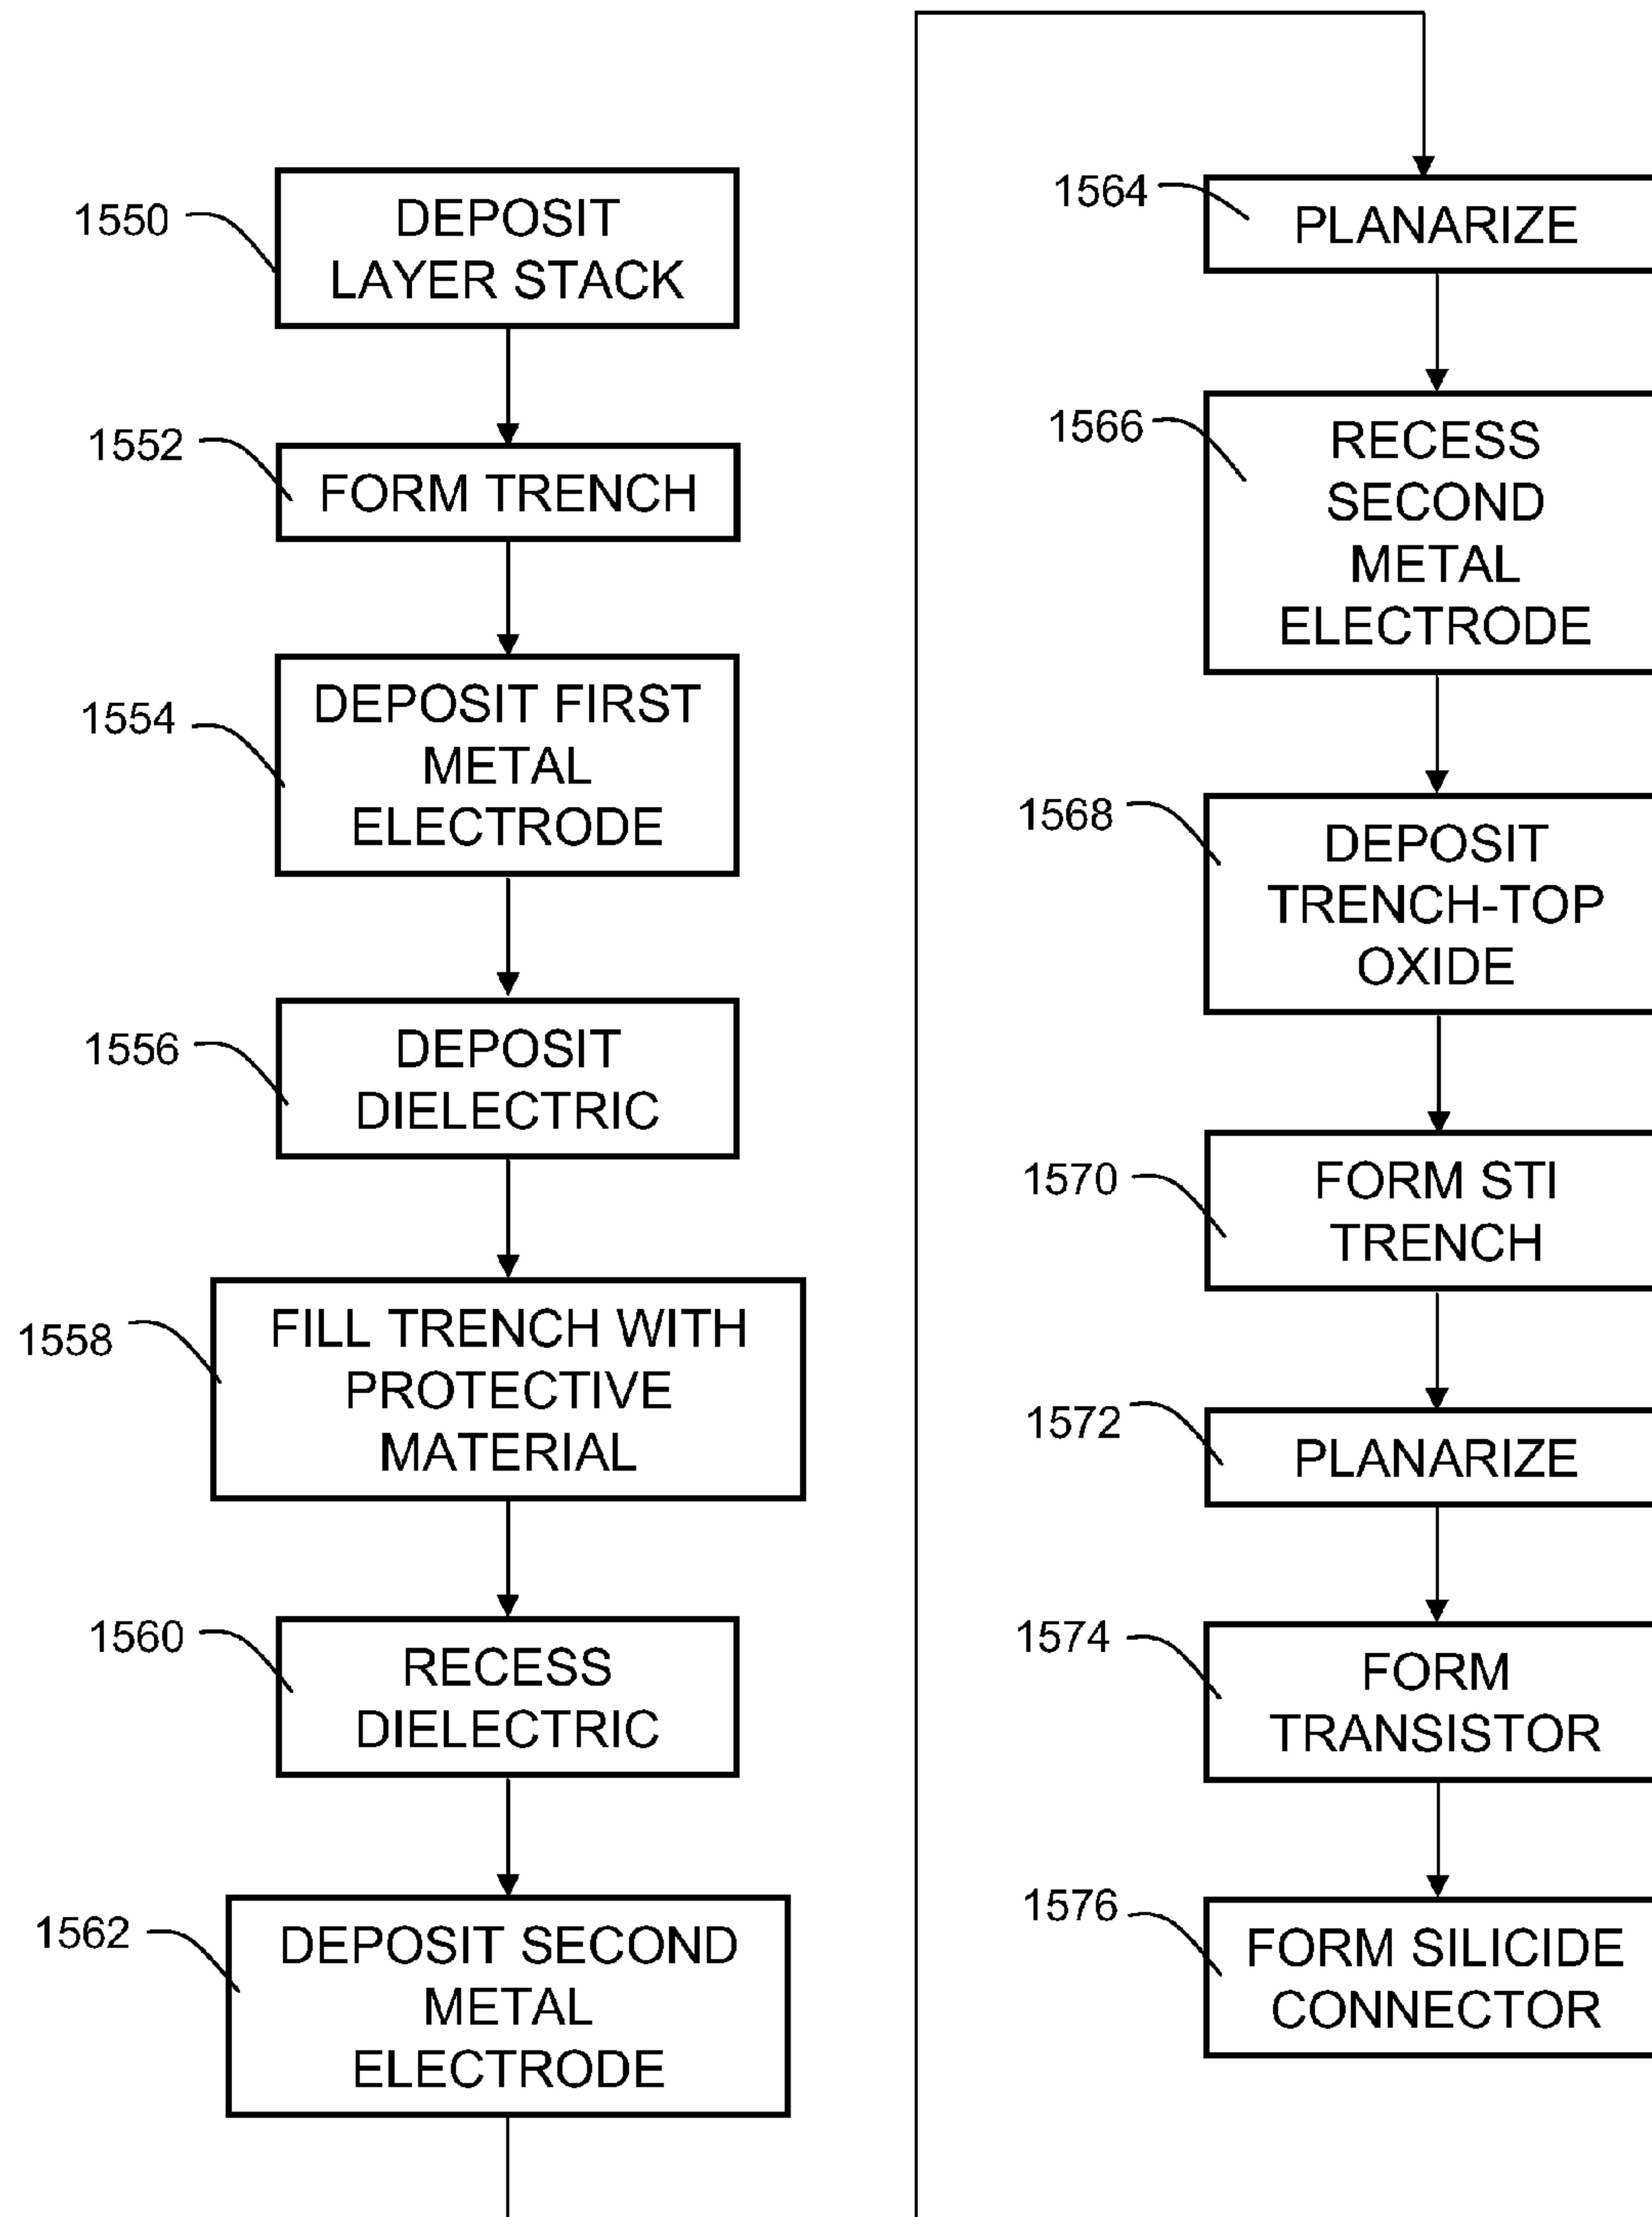 1550
DEPOSIT
LAYER STACK
1552
FORM TRENCH
1554
DEPOSIT FIRST
METAL
ELECTRODE
1556
DEPOSIT
DIELECTRIC
1558
FILL TRENCH WITH
PROTECTIVE
MATERIAL
1560
RECESS
DIELECTRIC
1562
DEPOSIT SECOND
METAL
ELECTRODE
1564
PLANARIZE
1566
RECESS
SECOND
METAL
ELECTRODE
1568
DEPOSIT
TRENCH-TOP
OXIDE
1570
FORM STI
TRENCH
1572
PLANARIZE
1574
FORM
TRANSISTOR
1576
FORM SILICIDE
CONNECTOR